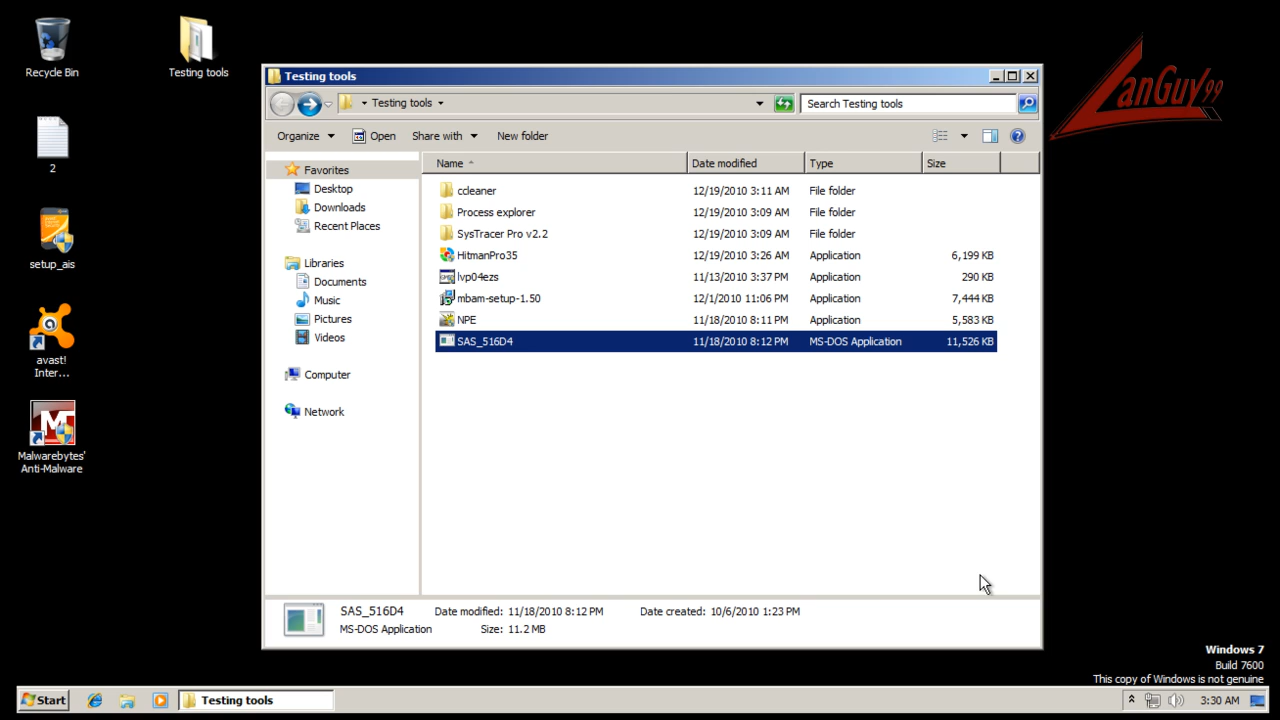 Recycle Bin
Testing tools
2
setup_ais
avast!
Inter...
Malwarebytes'
Anti-Malware
LanGuy99
Testing tools
Testing tools
Search Testing tools
Organize
Open
Share with
New folder
Favorites
Desktop
Downloads
Recent Places
Libraries
Documents
Music
Pictures
Videos
Computer
Network
Name Date modified Type Size
ccleaner 12/19/2010 3:11 AM File folder
Process explorer 12/19/2010 3:09 AM File folder
SysTracer Pro v2.2 12/19/2010 3:09 AM File folder
HitmanPro35 12/19/2010 3:26 AM Application 6,199 KB
lvp04ezs 11/13/2010 3:37 PM Application 290 KB
mbam-setup-1.50 12/1/2010 11:06 PM Application 7,444 KB
NPE 11/18/2010 8:11 PM Application 5,583 KB
SAS_516D4 11/18/2010 8:12 PM MS-DOS Application 11,526 KB
SAS_516D4 Date modified: 11/18/2010 8:12 PM Date created: 10/6/2010 1:23 PM
MS-DOS Application Size: 11.2 MB
Windows 7
Build 7600
This copy of Windows is not genuine
Start
Testing tools
3:30 AM